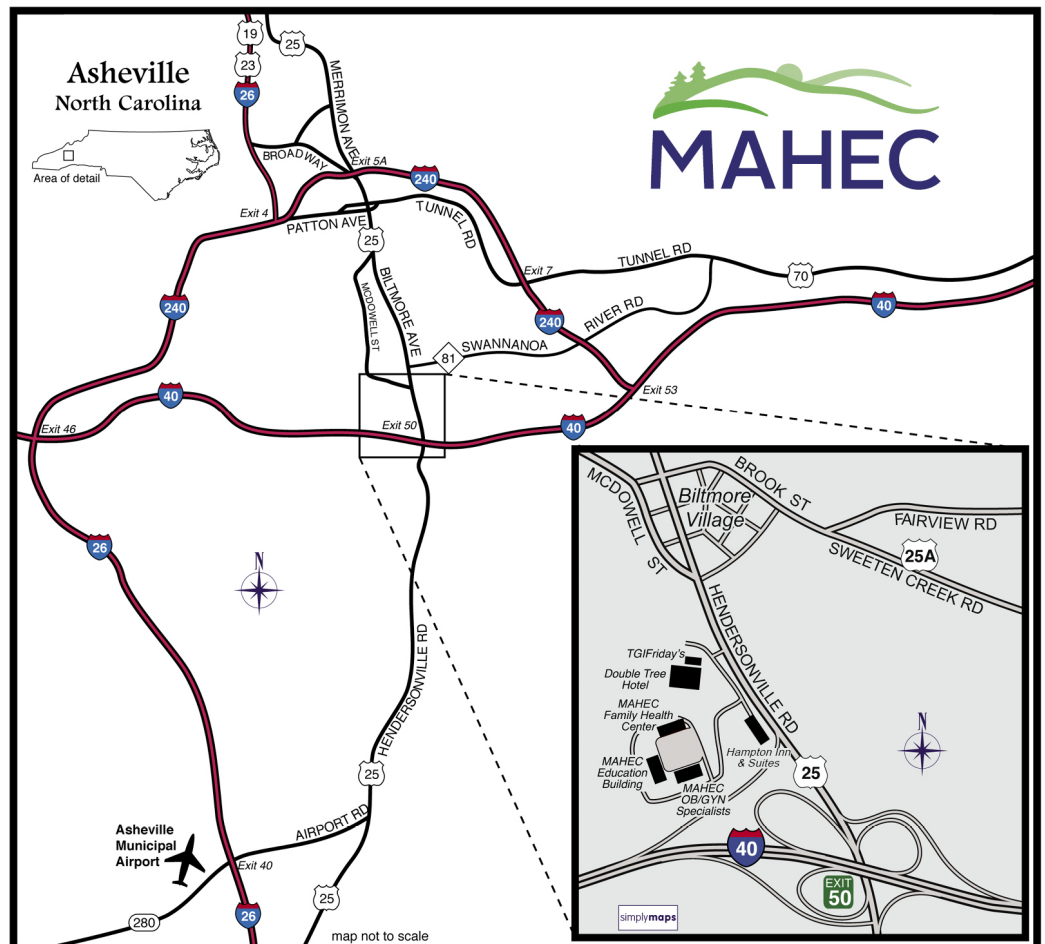 19
25
23
26
Asheville
North Carolina
Area of detail
MERRIMON AVE
BROADWAY
Exit 5A
240
MAHEC
Exit 4
PATTON AVE
TUNNEL RD
25
TUNNEL RD
70
Exit 7
240
MCDOWELL ST
BILTMORE AVE
240
RIVER RD
40
81
SWANNANOA
Exit 53
40
Exit 46
Exit 50
40
26
N
HENDERSONVILLE RD
25
AIRPORT RD
Asheville
Municipal
Airport
Exit 40
280
26
25
map not to scale
MCDOWELL ST
BROOK ST
Biltmore
Village
FAIRVIEW RD
25A
SWEETEN CREEK RD
HENDERSONVILLE RD
TGIFriday's
Double Tree
Hotel
MAHEC
Family Health
Center
MAHEC
Education
Building
MAHEC
OB/GYN
Specialists
Hampton Inn
& Suites
N
25
40
EXIT
50
simplymaps